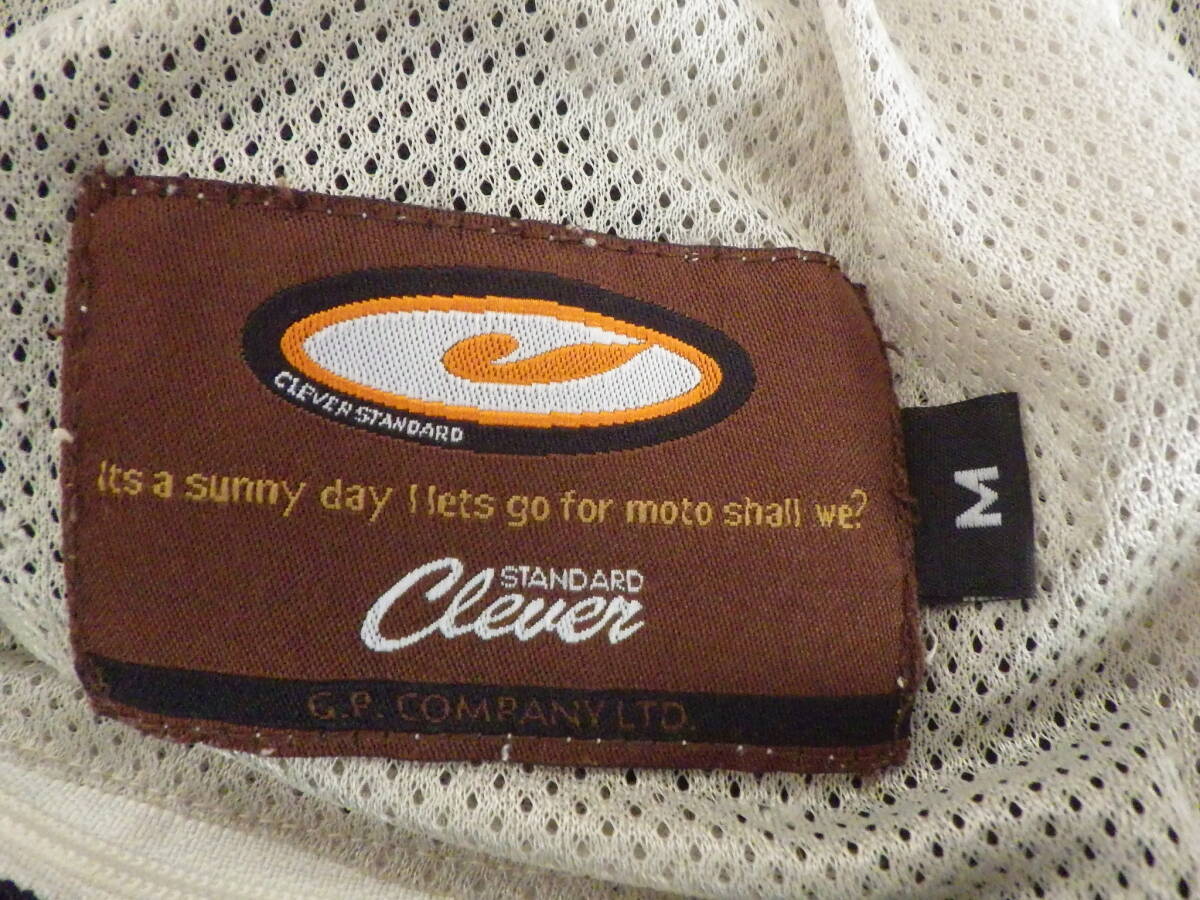 CLEVER STANDARD
Its a sunny day ! lets go for moto shall we?
STANDARD
Clever
G.P. COMPANY LTD.
M